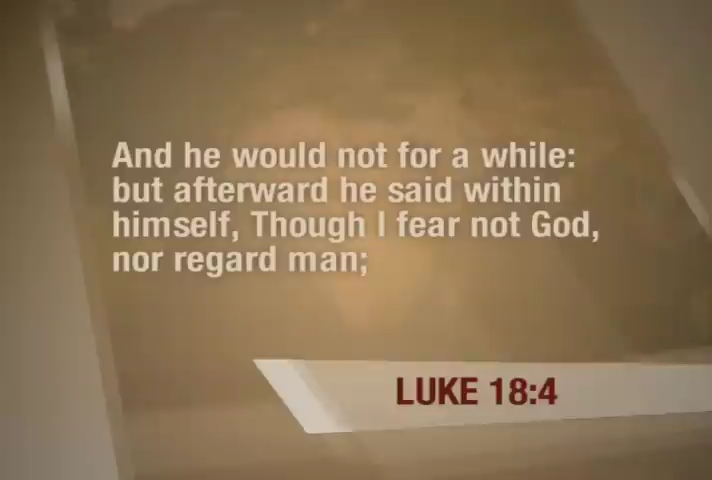 And he would not for a while:
but afterward he said within
himself, Though I fear not God,
nor regard man;
LUKE 18:4